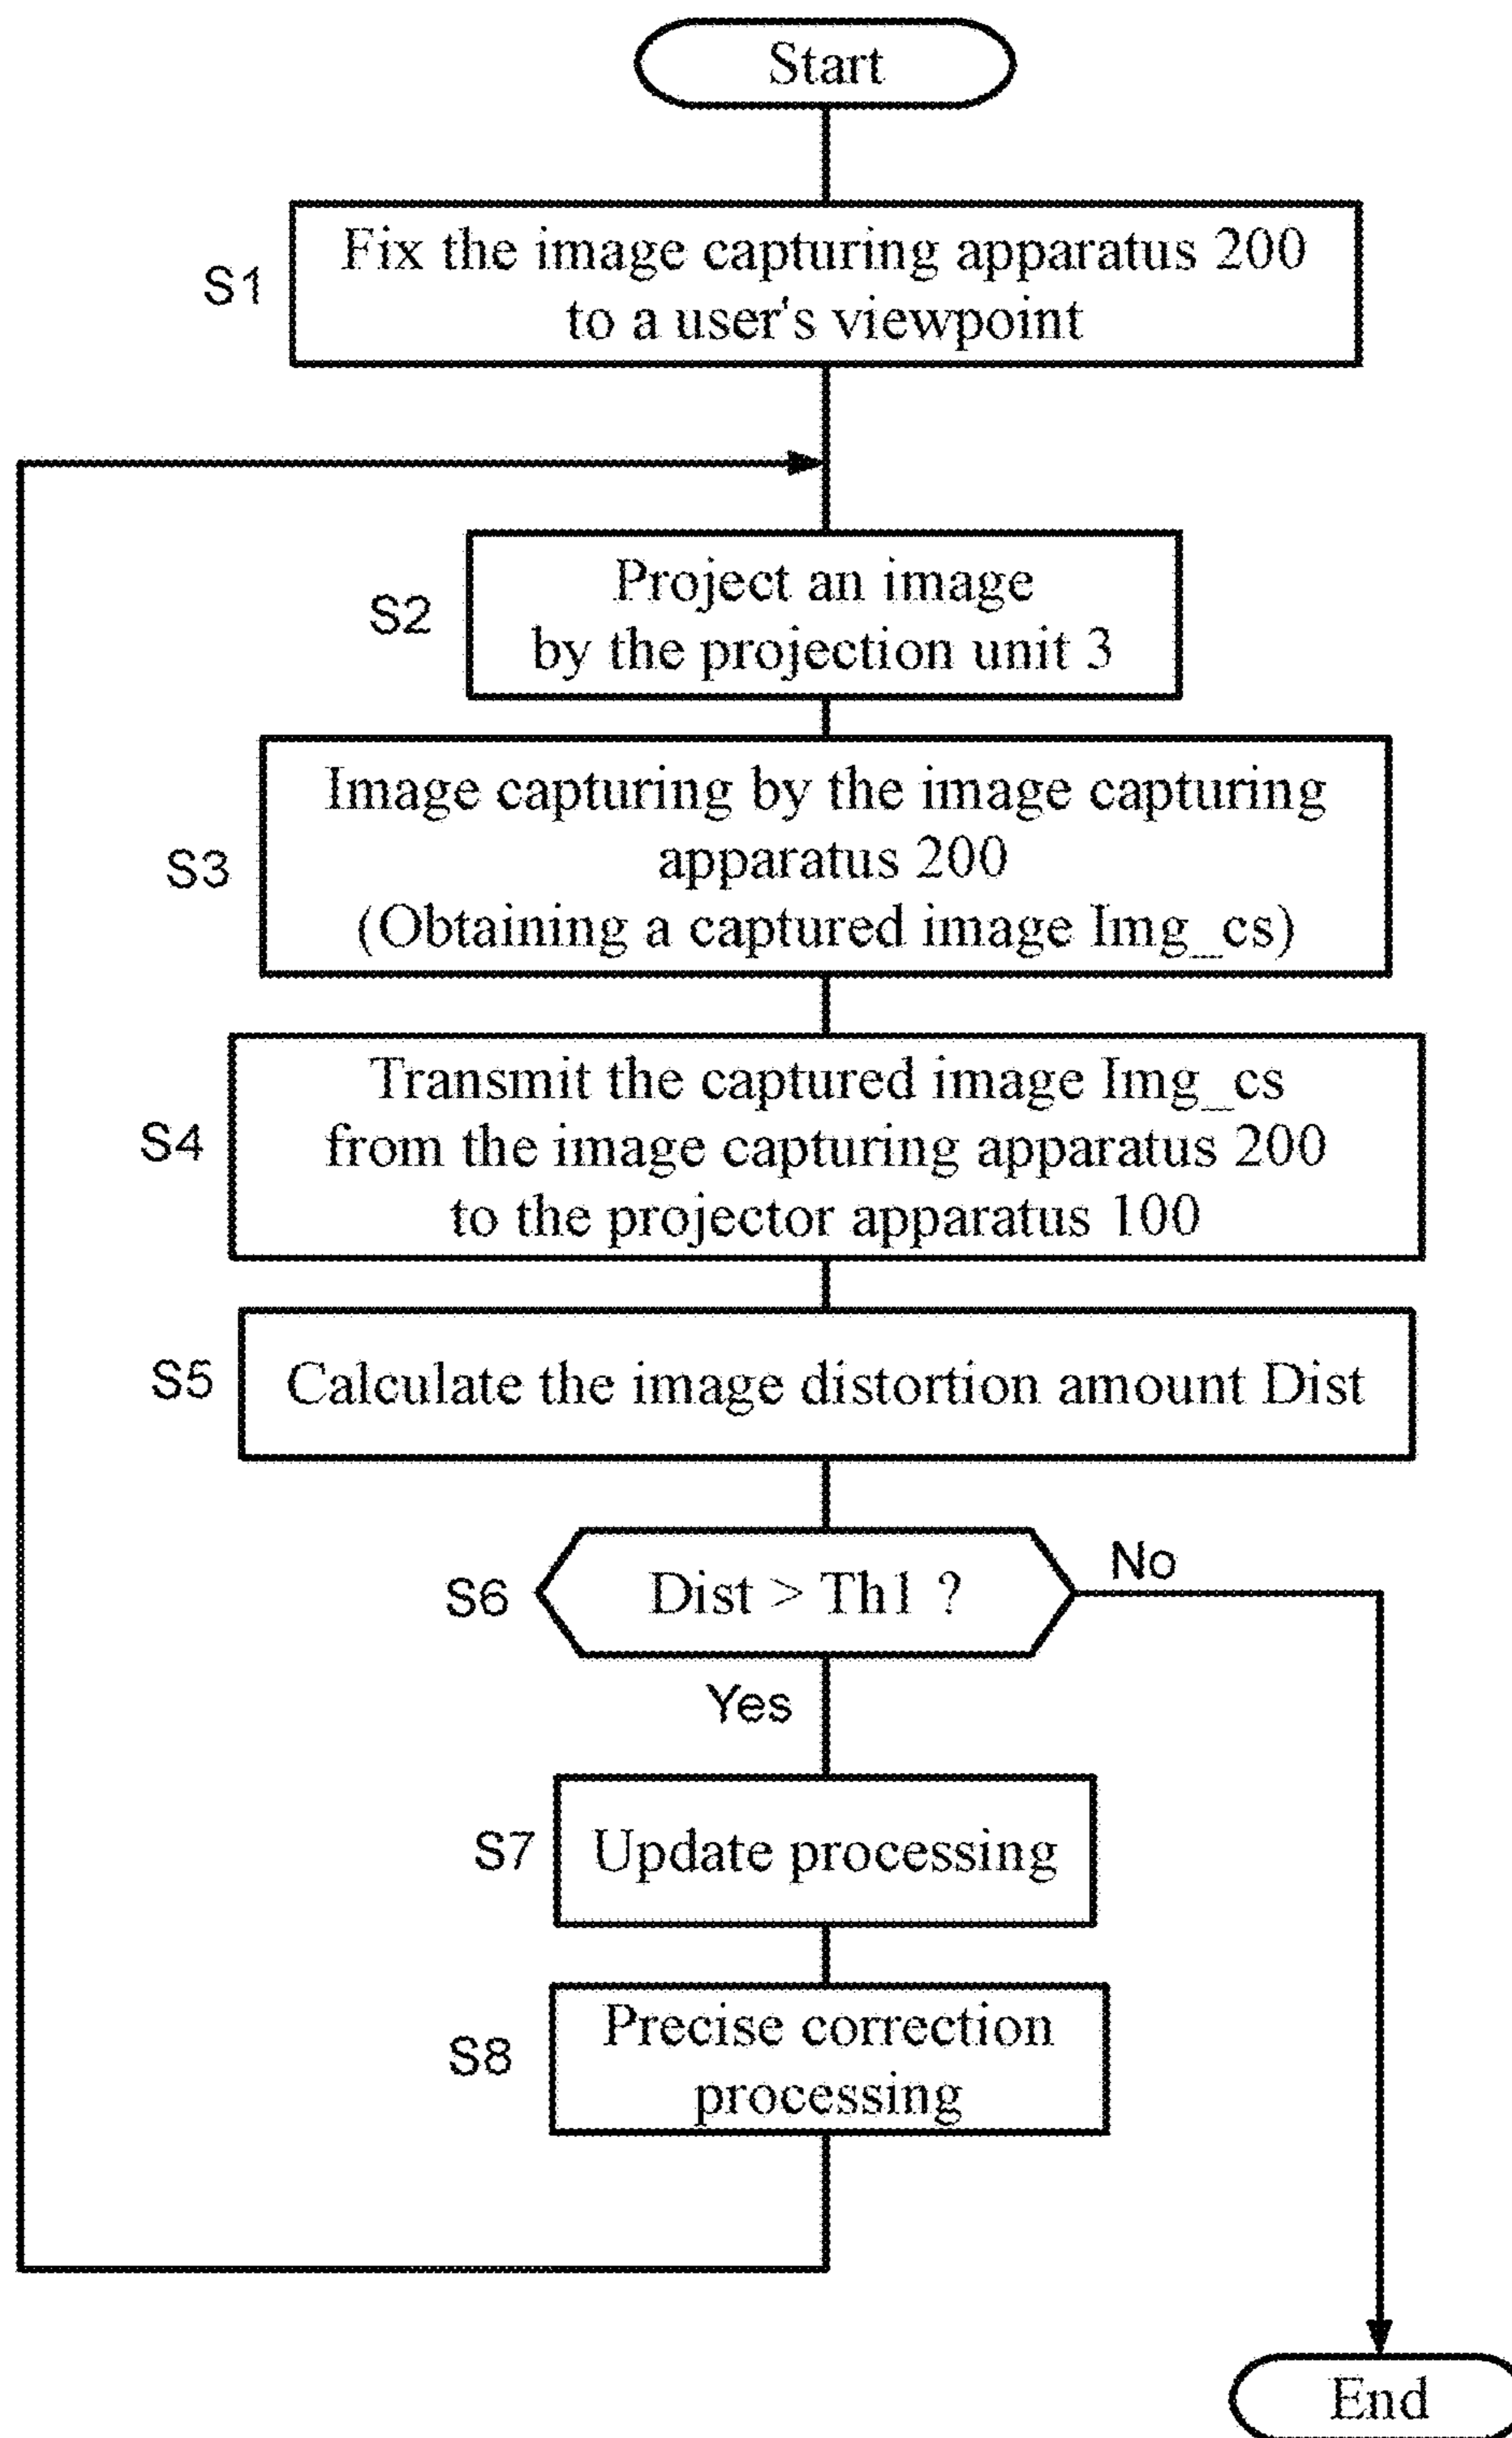 Start
S1
Fix the image capturing apparatus 200
to a user's viewpoint
S2
Project an image
by the projection unit 3
S3
Image capturing by the image capturing
apparatus 200
(Obtaining a captured image Img_cs)
S4
Transmit the captured image Img_cs
from the image capturing apparatus 200
to the projector apparatus 100
S5
Calculate the image distortion amount Dist
S6
Dist > Th1 ?
No
Yes
S7
Update processing
S8
Precise correction
processing
End